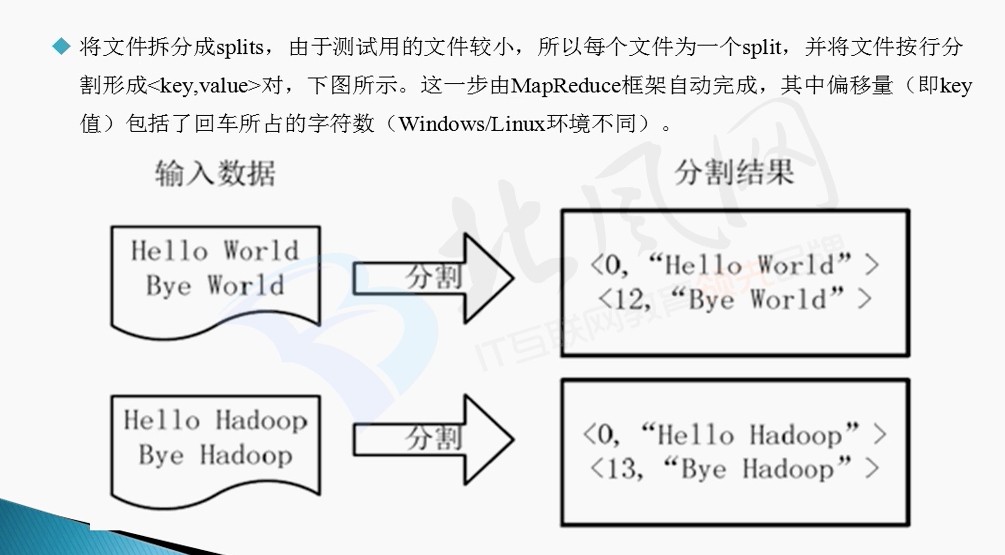 将文件拆分成splits，由于测试用的文件较小，所以每个文件为一个split，并将文件按行分
割形成<key,value>对，下图所示。这一步由MapReduce框架自动完成，其中偏移量（即key
值）包括了回车所占的字符数（Windows/Linux环境不同）。
输入数据
分割结果
Hello World
Bye World
分割
<0, “Hello World” >
<12, “Bye World” >
Hello Hadoop
Bye Hadoop
分割
<0, “Hello Hadoop” >
<13, “Bye Hadoop” >
北风网
IT互联网教育领先品牌